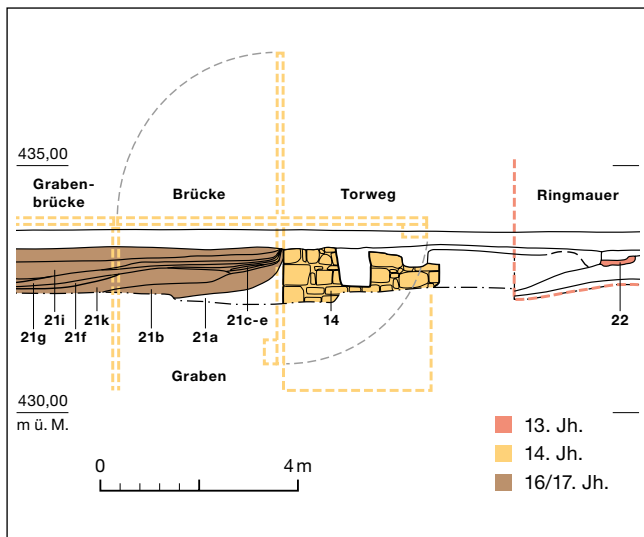 435,00
Graben-
brücke
Brücke
Torweg
Ringmauer
21g
21i
21f
21k
21b
21a
21c-e
14
22
Graben
430,00
m ü. M.
0
4 m
13. Jh.
14. Jh.
16/17. Jh.